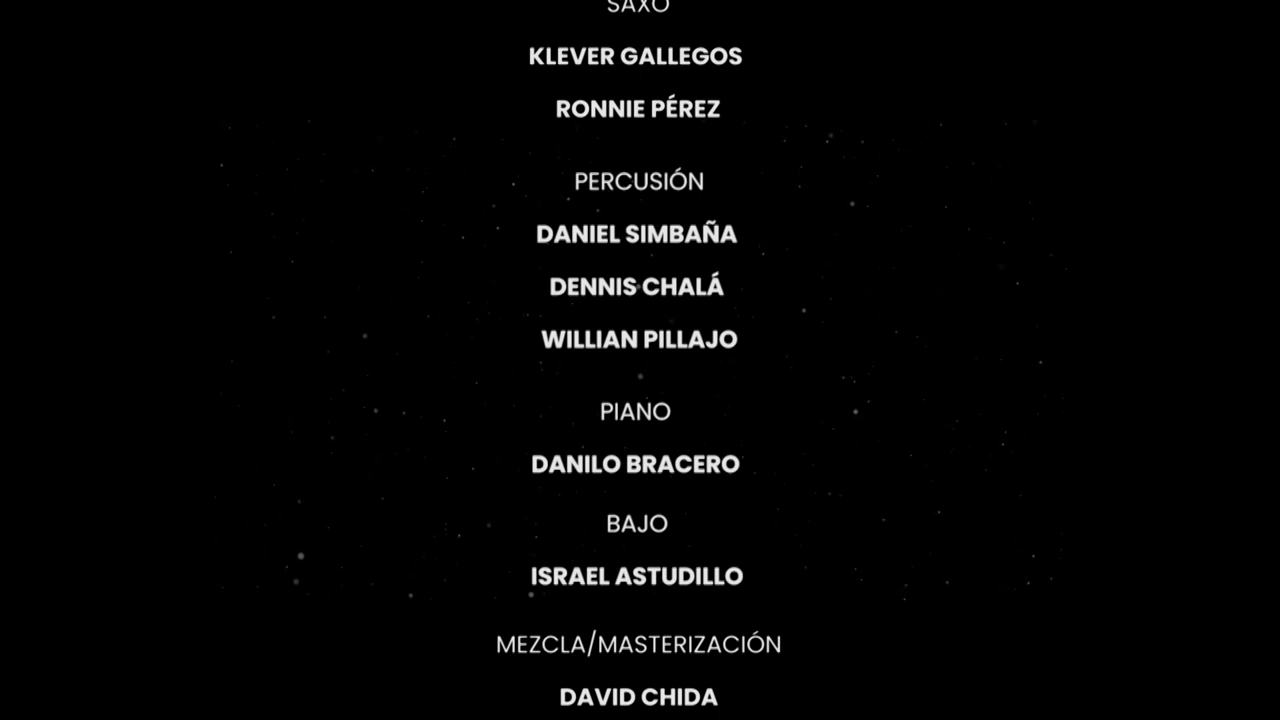 SAXO
KLEVER GALLEGOS
RONNIE PÉREZ
PERCUSIÓN
DANIEL SIMBAÑA
DENNIS CHALÁ
WILLIAN PILLAJO
PIANO
DANILO BRACERO
BAJO
ISRAEL ASTUDILLO
MEZCLA/MASTERIZACIÓN
DAVID CHIDA